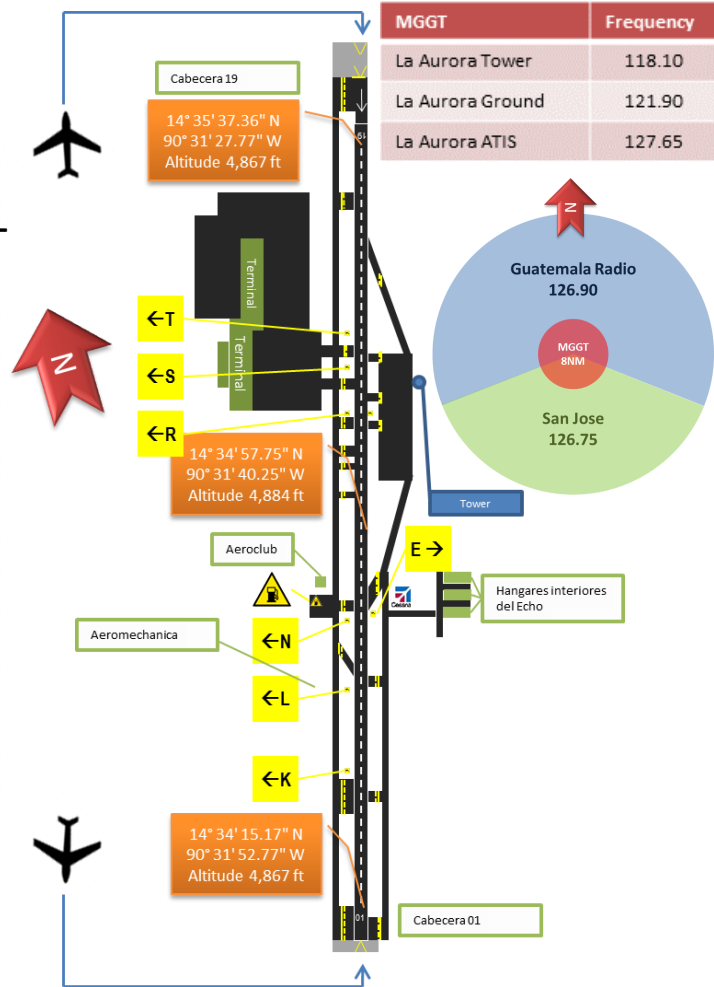 MGGT Frequency
La Aurora Tower 118.10
La Aurora Ground 121.90
La Aurora ATIS 127.65
Cabecera 19
14° 35' 37.36" N
90° 31' 27.77" W
Altitude 4,867 ft
19
N
Guatemala Radio
126.90
MGGT
8NM
San Jose
126.75
Terminal
Terminal
N
←T
←S
←R
14° 34' 57.75" N
90° 31' 40.25" W
Altitude 4,884 ft
Tower
Aeroclub
E→
Cessna
Hangares interiores
del Echo
Aeromechanica
←N
←L
←K
14° 34' 15.17" N
90° 31' 52.77" W
Altitude 4,867 ft
01
Cabecera 01